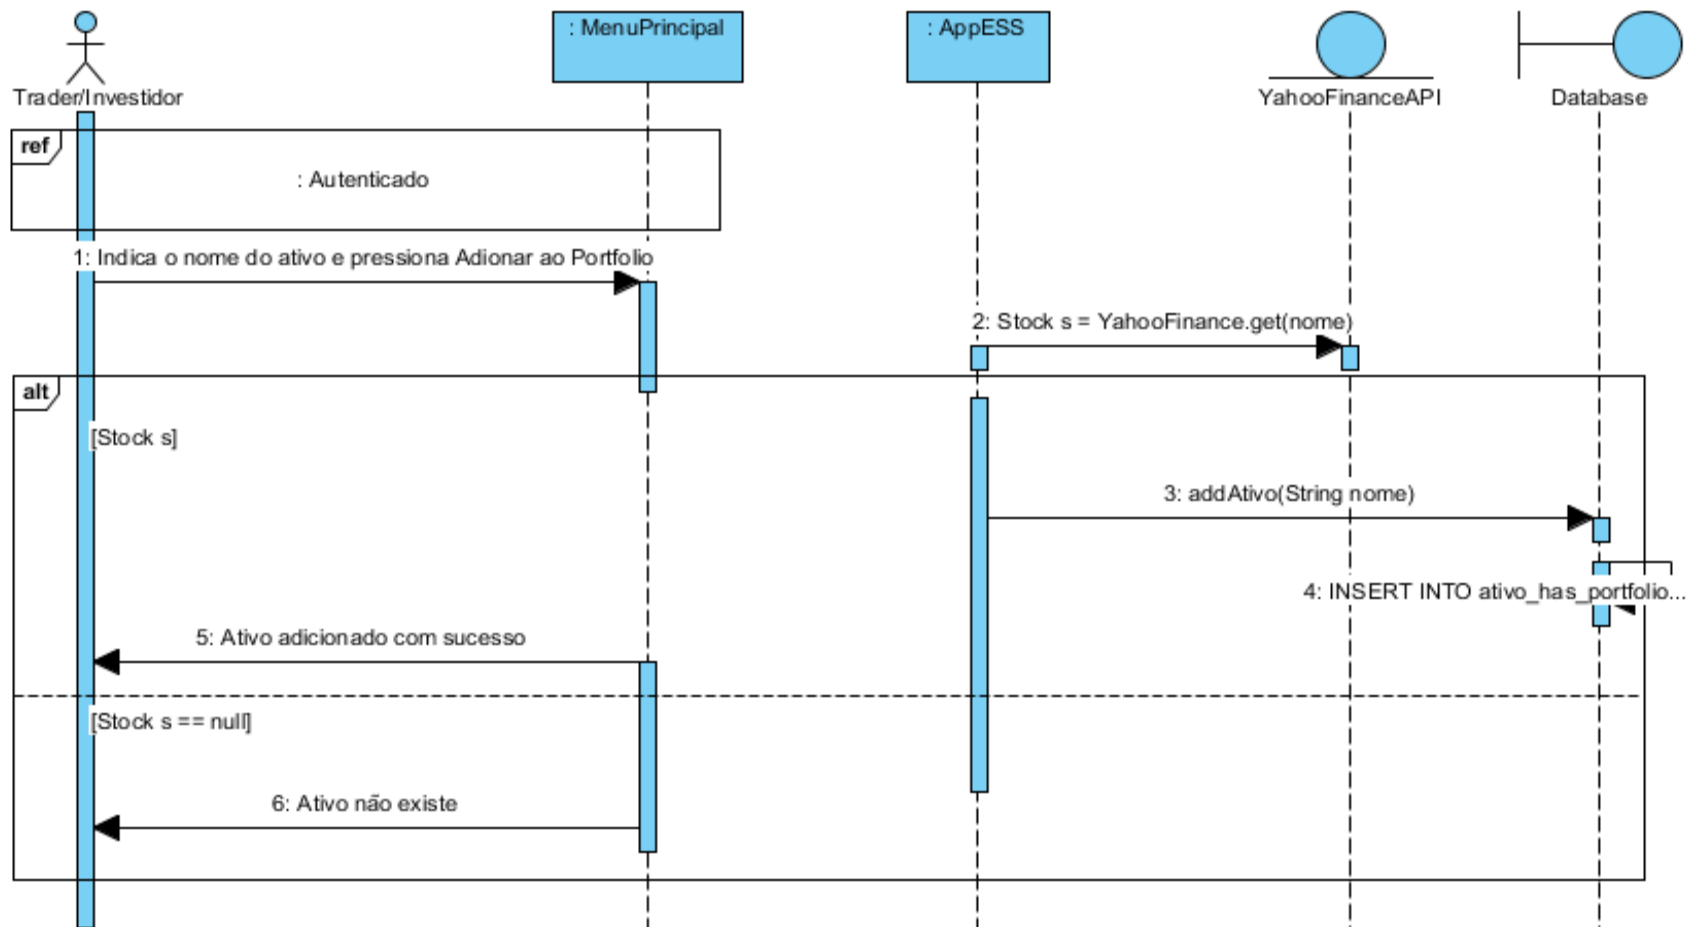 : MenuPrincipal
: AppESS
Trader/Investidor
YahooFinanceAPI
Database
ref
: Autenticado
1: Indica o nome do ativo e pressiona Adionar ao Portfolio
2: Stock s = YahooFinance.get(nome)
alt
[Stock s]
3: addAtivo(String nome)
4: INSERT INTO ativo_has_portfolio...
5: Ativo adicionado com sucesso
[Stock s == null]
6: Ativo não existe